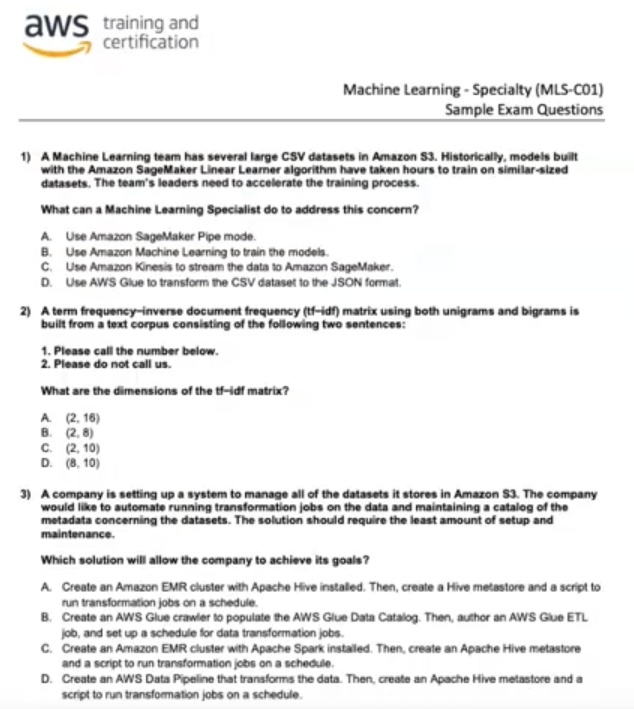 aws training and
certification
Machine Learning - Specialty (MLS-C01)
Sample Exam Questions
1) A Machine Learning team has several large CSV datasets in Amazon S3. Historically, models built
with the Amazon SageMaker Linear Learner algorithm have taken hours to train on similar-sized
datasets. The team's leaders need to accelerate the training process.
What can a Machine Learning Specialist do to address this concern?
A. Use Amazon SageMaker Pipe mode.
B. Use Amazon Machine Learning to train the models.
C. Use Amazon Kinesis to stream the data to Amazon SageMaker.
D. Use AWS Glue to transform the CSV dataset to the JSON format.
2) A term frequency–inverse document frequency (tf–idf) matrix using both unigrams and bigrams is
built from a text corpus consisting of the following two sentences:
1. Please call the number below.
2. Please do not call us.
What are the dimensions of the tf–idf matrix?
A. (2, 16)
B. (2, 8)
C. (2, 10)
D. (8, 10)
3) A company is setting up a system to manage all of the datasets it stores in Amazon S3. The company
would like to automate running transformation jobs on the data and maintaining a catalog of the
metadata concerning the datasets. The solution should require the least amount of setup and
maintenance.
Which solution will allow the company to achieve its goals?
A. Create an Amazon EMR cluster with Apache Hive installed. Then, create a Hive metastore and a script to
run transformation jobs on a schedule.
B. Create an AWS Glue crawler to populate the AWS Glue Data Catalog. Then, author an AWS Glue ETL
job, and set up a schedule for data transformation jobs.
C. Create an Amazon EMR cluster with Apache Spark installed. Then, create an Apache Hive metastore
and a script to run transformation jobs on a schedule.
D. Create an AWS Data Pipeline that transforms the data. Then, create an Apache Hive metastore and a
script to run transformation jobs on a schedule.